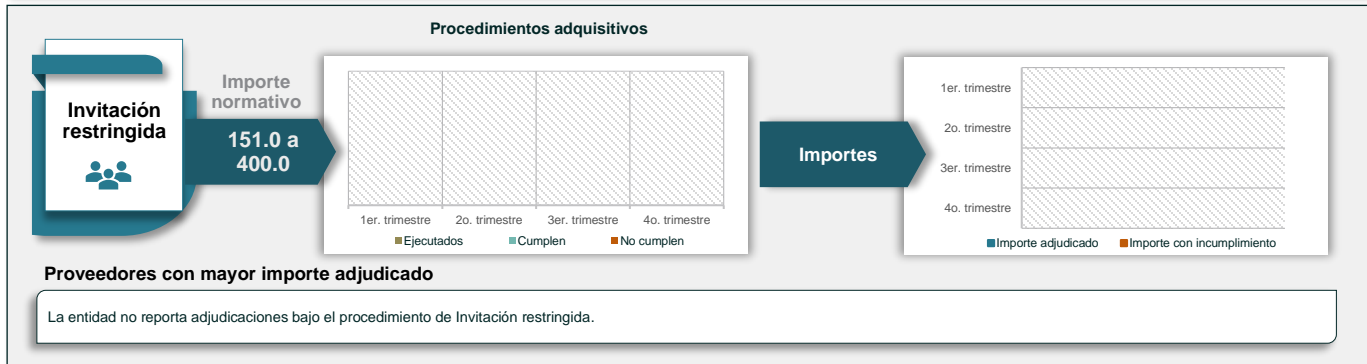 Procedimientos adquisitivos
Invitación
restringida
Importe
normativo
151.0 a
400.0
1er. trimestre 2o. trimestre 3er. trimestre 4o. trimestre
Ejecutados Cumplen No cumplen
Importes
1er. trimestre
2o. trimestre
3er. trimestre
4o. trimestre
Importe adjudicado Importe con incumplimiento
Proveedores con mayor importe adjudicado
La entidad no reporta adjudicaciones bajo el procedimiento de Invitación restringida.